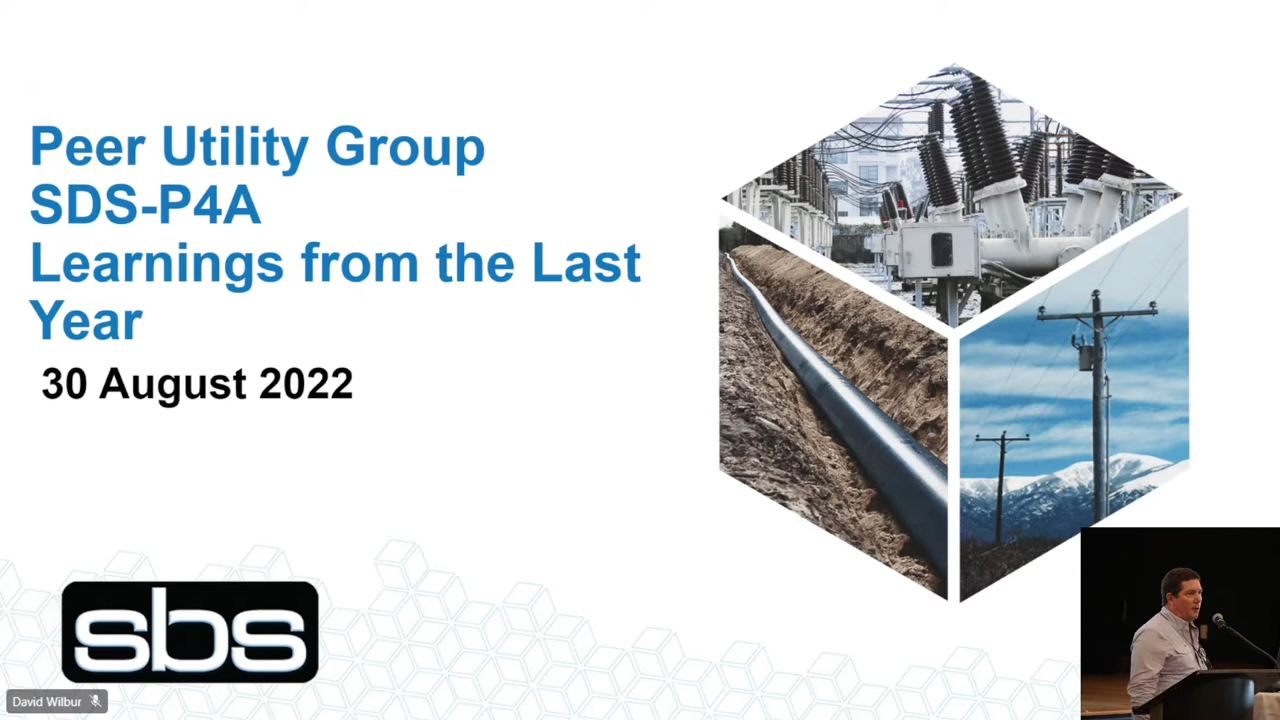 Peer Utility Group
SDS-P4A
Learnings from the Last
Year
30 August 2022
sbs
David Wilbur